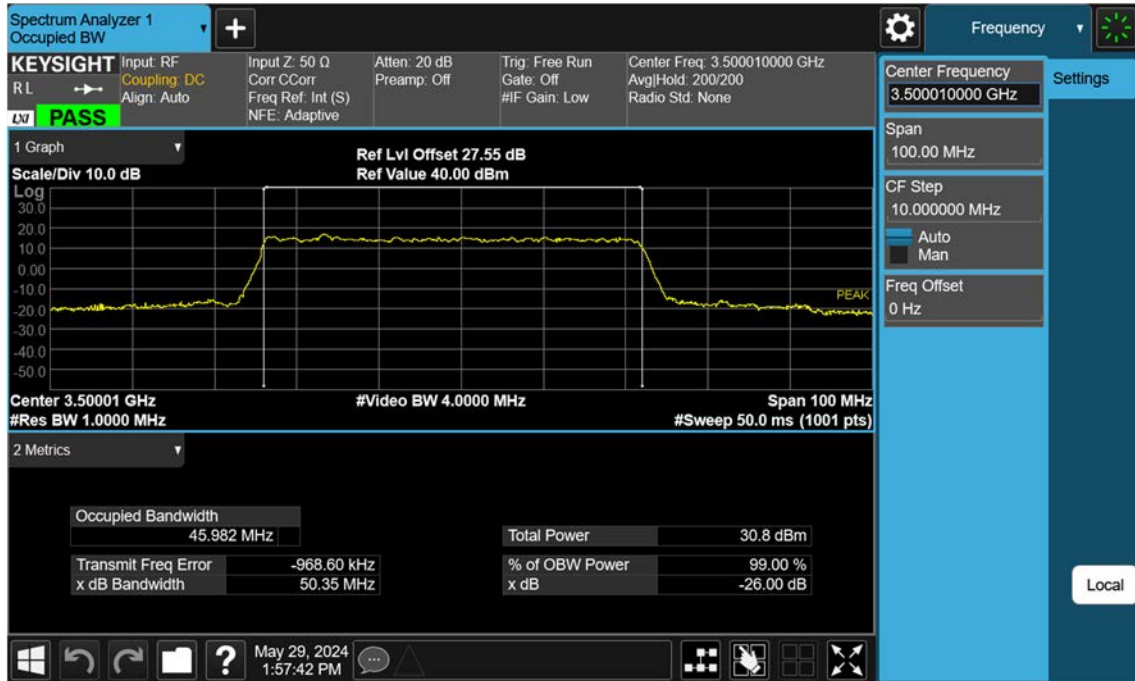 Spectrum Analyzer 1
Occupied BW
+
Frequency
KEYSIGHT
R L
LXI
PASS
Input: RF
Coupling: DC
Align: Auto
Input Z: 50 Ω
Corr CCorr
Freq Ref: Int (S)
NFE: Adaptive
Atten: 20 dB
Preamp: Off
Trig: Free Run
Gate: Off
#IF Gain: Low
Center Freq: 3.500010000 GHz
Avg|Hold: 200/200
Radio Std: None
Center Frequency
3.500010000 GHz
Settings
Span
100.00 MHz
CF Step
10.000000 MHz
Auto
Man
Freq Offset
0 Hz
Local
1 Graph
Scale/Div 10.0 dB
Ref Lvl Offset 27.55 dB
Ref Value 40.00 dBm
Log
30.0
20.0
10.0
0.00
-10.0
-20.0
-30.0
-40.0
-50.0
PEAK
Center 3.50001 GHz
#Video BW 4.0000 MHz
Span 100 MHz
#Res BW 1.0000 MHz
#Sweep 50.0 ms (1001 pts)
2 Metrics
Occupied Bandwidth
45.982 MHz
Total Power 30.8 dBm
Transmit Freq Error -968.60 kHz
% of OBW Power 99.00 %
x dB Bandwidth 50.35 MHz
x dB -26.00 dB
?
May 29, 2024
1:57:42 PM